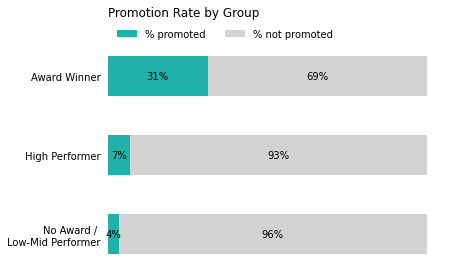 Promotion Rate by Group
% promoted % not promoted
Award Winner 31% 69%
High Performer 7% 93%
No Award /
Low-Mid Performer 4% 96%